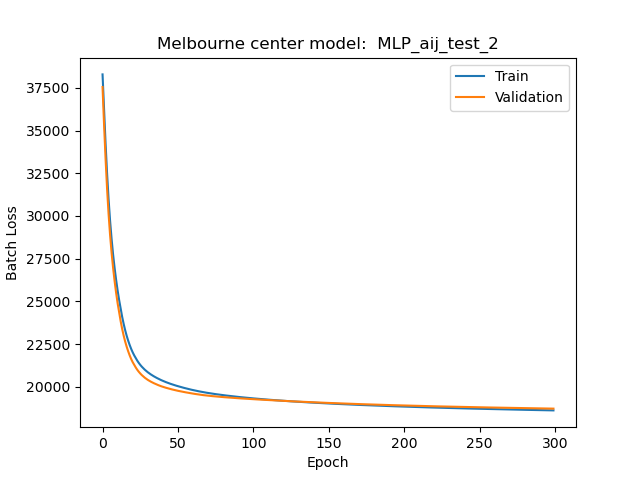 Melbourne center model:  MLP_aij_test_2
Train
Validation
Batch Loss
37500
35000
32500
30000
27500
25000
22500
20000
0 50 100 150 200 250 300
Epoch